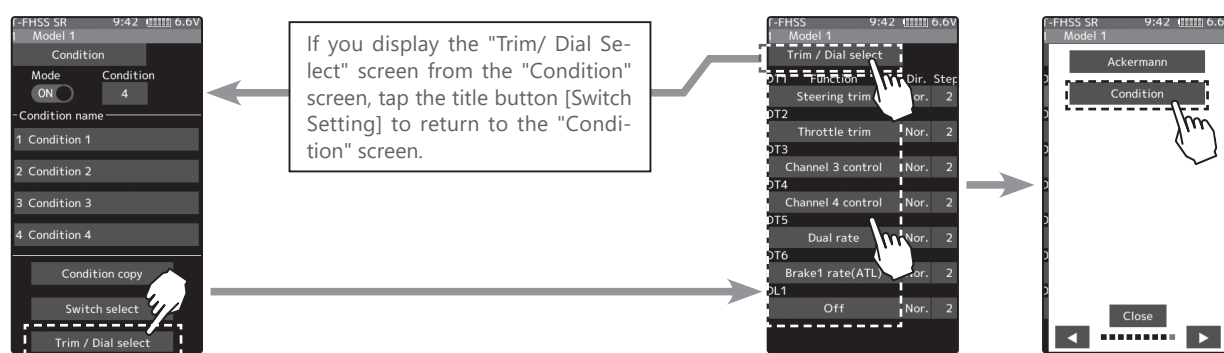 T-FHSS SR 9:42 6.6V
1 Model 1
Condition
Mode Condition
ON 4
Condition name
1 Condition 1
2 Condition 2
3 Condition 3
4 Condition 4
Condition copy
Switch select
Trim / Dial select
If you display the "Trim/ Dial Se-
lect" screen from the "Condition"
screen, tap the title button [Switch
Setting] to return to the "Condi-
tion" screen.
T-FHSS 9:42 6.6V
1 Model 1
Trim / Dial select
DT1 Function Dir. Step
Steering trim Nor. 2
DT2
Throttle trim Nor. 2
DT3
Channel 3 control Nor. 2
DT4
Channel 4 control Nor. 2
DT5
Dual rate Nor. 2
DT6
Brake1 rate(ATL) Nor. 2
DL1
Off Nor. 2
T-FHSS SR 9:42 6.6
1 Model 1
Ackermann
Condition
Close